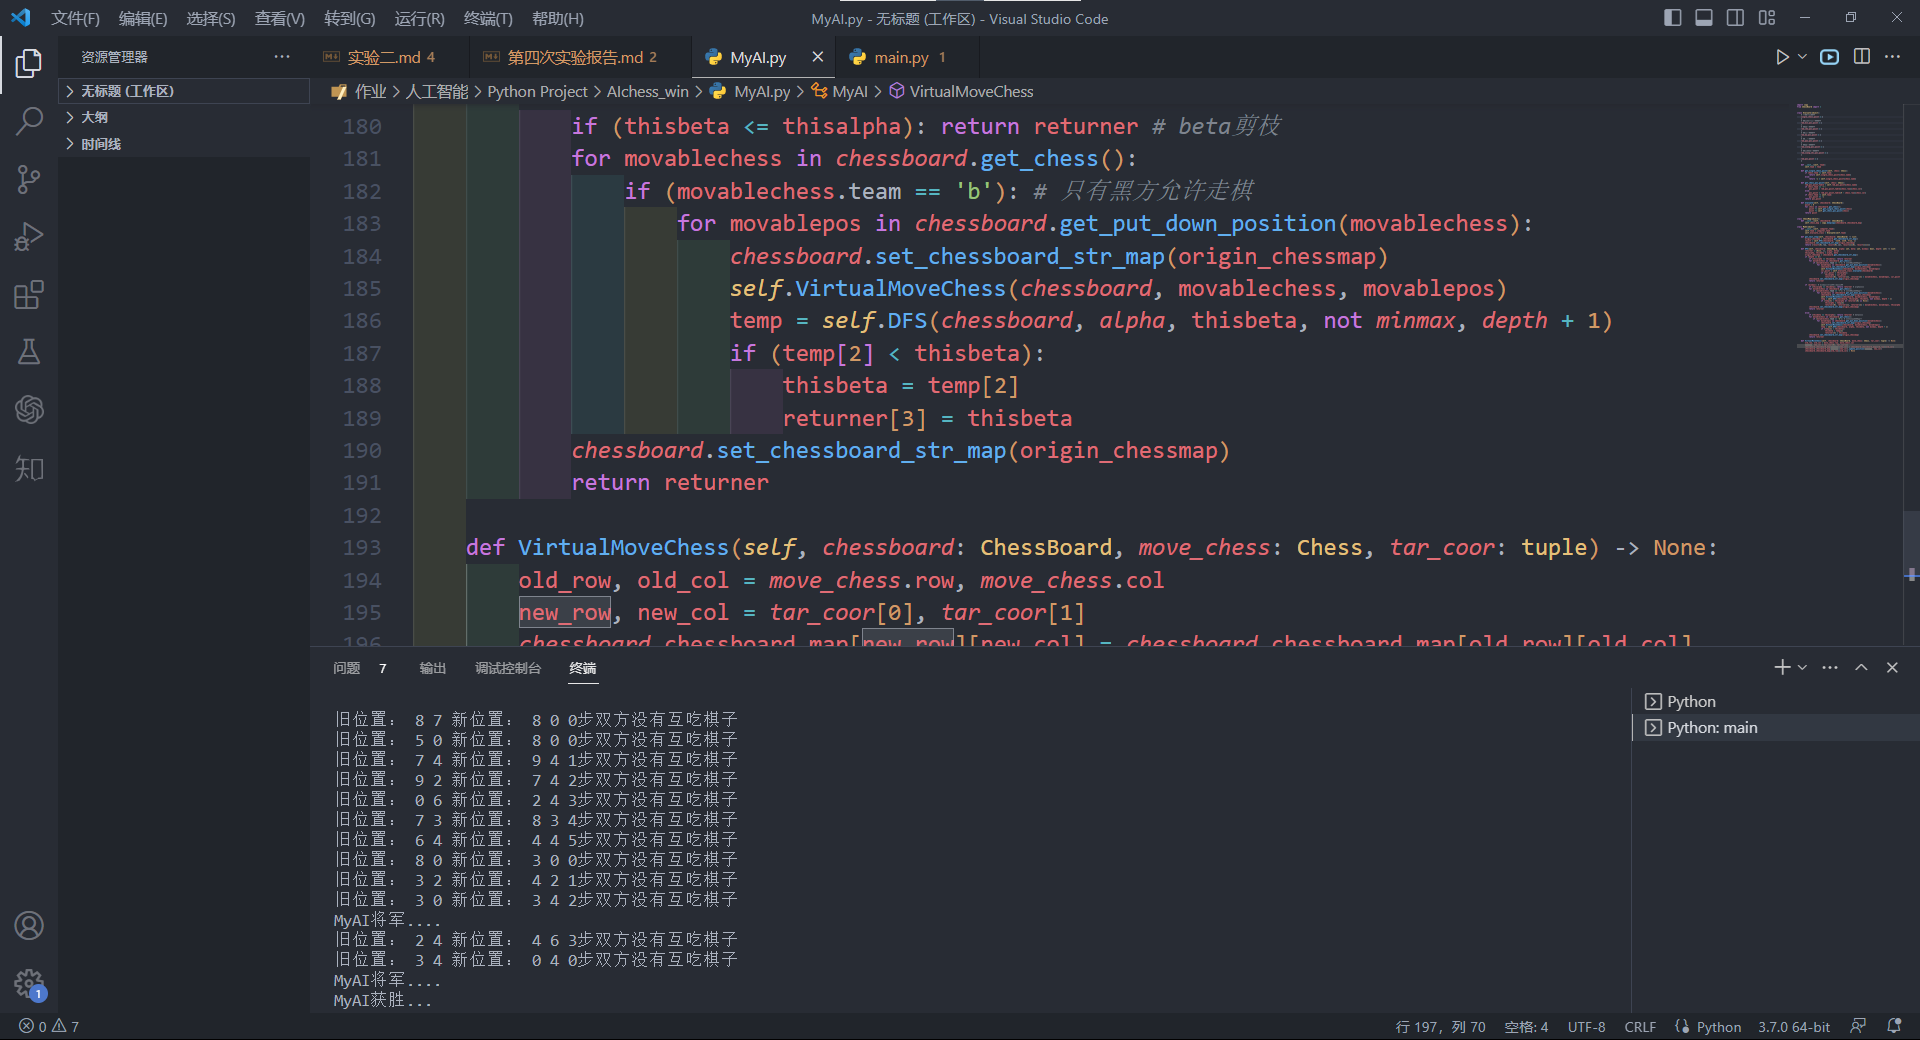 文件(F) 编辑(E) 选择(S) 查看(V) 转到(G) 运行(R) 终端(T) 帮助(H) MyAI.py - 无标题 (工作区) - Visual Studio Code
资源管理器 ···
无标题 (工作区)
大纲
时间线
实验二.md 4 第四次实验报告.md 2 MyAI.py main.py 1
作业 > 人工智能 > Python Project > AIchess_win > MyAI.py > MyAI > VirtualMoveChess
180 if (thisbeta <= thisalpha): return returner # beta剪枝
181 for movablechess in chessboard.get_chess():
182 if (movablechess.team == 'b'): # 只有黑方允许走棋
183 for movablepos in chessboard.get_put_down_position(movablechess):
184 chessboard.set_chessboard_str_map(origin_chessmap)
185 self.VirtualMoveChess(chessboard, movablechess, movablepos)
186 temp = self.DFS(chessboard, alpha, thisbeta, not minmax, depth + 1)
187 if (temp[2] < thisbeta):
188 thisbeta = temp[2]
189 returner[3] = thisbeta
190 chessboard.set_chessboard_str_map(origin_chessmap)
191 return returner
192
193 def VirtualMoveChess(self, chessboard: ChessBoard, move_chess: Chess, tar_coor: tuple) -> None:
194 old_row, old_col = move_chess.row, move_chess.col
195 new_row, new_col = tar_coor[0], tar_coor[1]
196 chessboard.chessboard_map[new_row][new_col] = chessboard.chessboard_map[old_row][old_col]
问题 7 输出 调试控制台 终端
旧位置： 8 7 新位置： 8 0 0步双方没有互吃棋子
旧位置： 5 0 新位置： 8 0 0步双方没有互吃棋子
旧位置： 7 4 新位置： 9 4 1步双方没有互吃棋子
旧位置： 9 2 新位置： 7 4 2步双方没有互吃棋子
旧位置： 0 6 新位置： 2 4 3步双方没有互吃棋子
旧位置： 7 3 新位置： 8 3 4步双方没有互吃棋子
旧位置： 6 4 新位置： 4 4 5步双方没有互吃棋子
旧位置： 8 0 新位置： 3 0 0步双方没有互吃棋子
旧位置： 3 2 新位置： 4 2 1步双方没有互吃棋子
旧位置： 3 0 新位置： 3 4 2步双方没有互吃棋子
MyAI将军....
旧位置： 2 4 新位置： 4 6 3步双方没有互吃棋子
旧位置： 3 4 新位置： 0 4 0步双方没有互吃棋子
MyAI将军....
MyAI获胜...
Python
Python: main
知
1
0 7 行 197，列 70 空格: 4 UTF-8 CRLF Python 3.7.0 64-bit